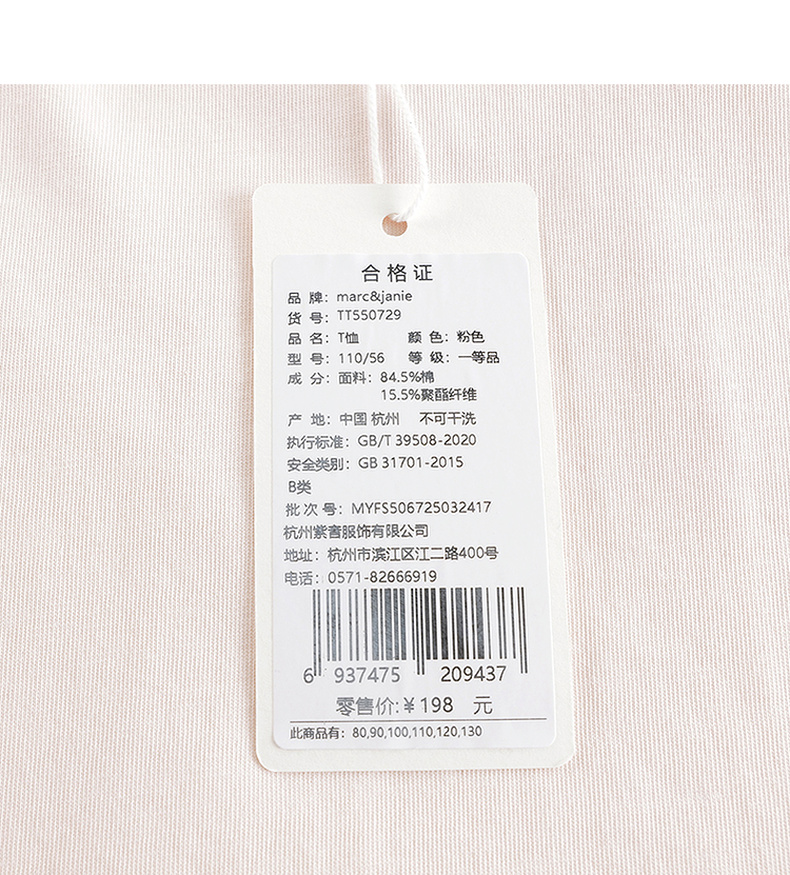 合格证
品 牌：marc&janie
货 号：TT550729
品 名：T恤 颜 色：粉色
型 号：110/56 等 级：一等品
成 分：面料：84.5%棉
15.5%聚酯纤维
产 地：中国 杭州 不可干洗
执行标准：GB/T 39508-2020
安全类别：GB 31701-2015
B类
批 次 号：MYFS506725032417
杭州紫奢服饰有限公司
地址：杭州市滨江区江二路400号
电话：0571-82666919
6 937475 209437
零售价:¥198 元
此商品有：80,90,100,110,120,130